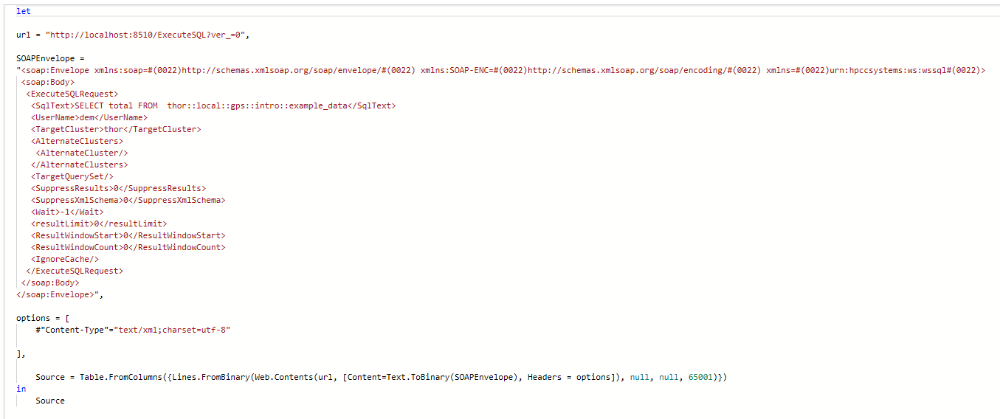 let
url = "http://localhost:8510/ExecuteSQL?ver_=0",
SOAPEnvelope =
"<soap:Envelope xmlns:soap=#(0022)http://schemas.xmlsoap.org/soap/envelope/#(0022) xmlns:SOAP-ENC=#(0022)http://schemas.xmlsoap.org/soap/encoding/#(0022) xmlns=#(0022)urn:hpccsystems:ws:wssql#(0022)>
<soap:Body>
<ExecuteSQLRequest>
<SqlText>SELECT total FROM  thor::local::gps::intro::example_data</SqlText>
<UserName>dem</UserName>
<TargetCluster>thor</TargetCluster>
<AlternateClusters>
<AlternateCluster/>
</AlternateClusters>
<TargetQuerySet/>
<SuppressResults>0</SuppressResults>
<SuppressXmlSchema>0</SuppressXmlSchema>
<Wait>-1</Wait>
<resultLimit>0</resultLimit>
<ResultWindowStart>0</ResultWindowStart>
<ResultWindowCount>0</ResultWindowCount>
<IgnoreCache/>
</ExecuteSQLRequest>
</soap:Body>
</soap:Envelope>",
options = [
#"Content-Type"="text/xml;charset=utf-8"
],
Source = Table.FromColumns({Lines.FromBinary(Web.Contents(url, [Content=Text.ToBinary(SOAPEnvelope), Headers = options]), null, null, 65001)})
in
Source